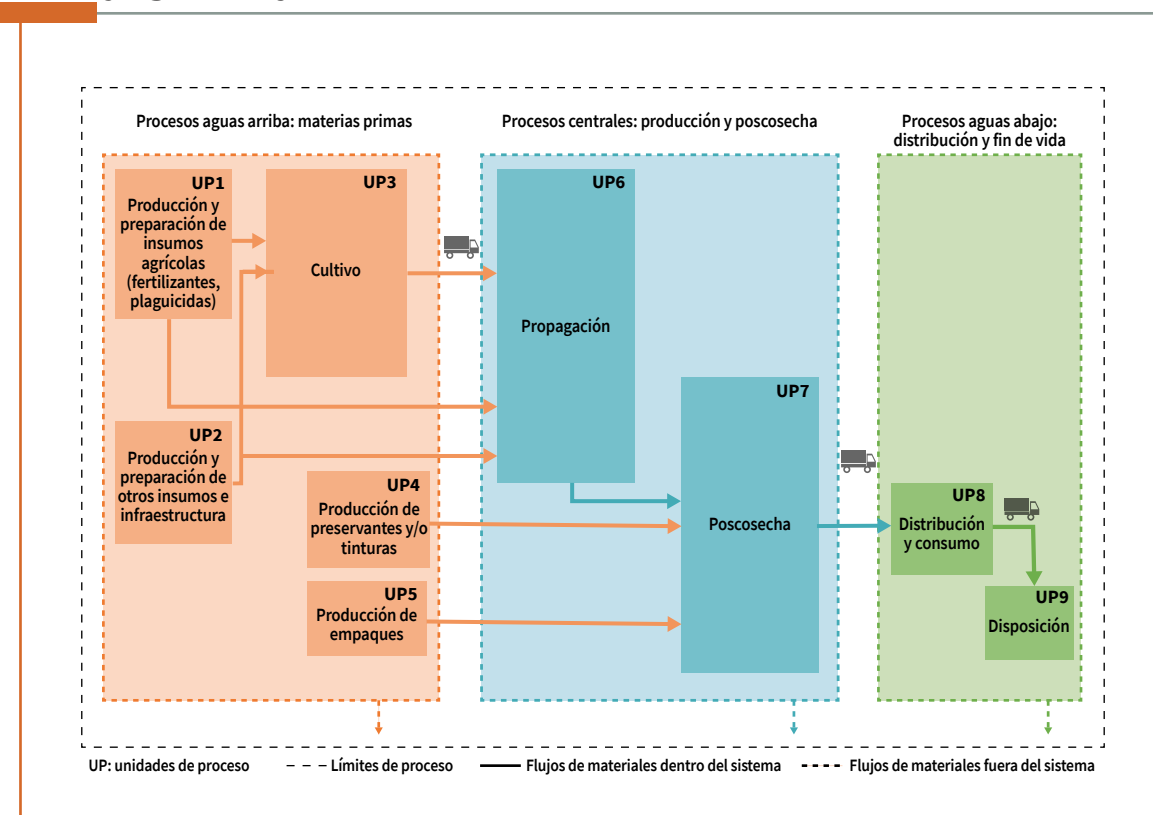 Procesos aguas arriba: materias primas
Procesos centrales: producción y poscosecha
Procesos aguas abajo:
distribución y fin de vida
UP1
Producción y
preparación de
insumos
agrícolas
(fertilizantes,
plaguicidas)
UP3
Cultivo
UP2
Producción y
preparación de
otros insumos e
infraestructura
UP4
Producción de
preservantes y/o
tinturas
UP5
Producción de
empaques
UP6
Propagación
UP7
Poscosecha
UP8
Distribución
y consumo
UP9
Disposición
UP: unidades de proceso
Límites de proceso
Flujos de materiales dentro del sistema
Flujos de materiales fuera del sistema